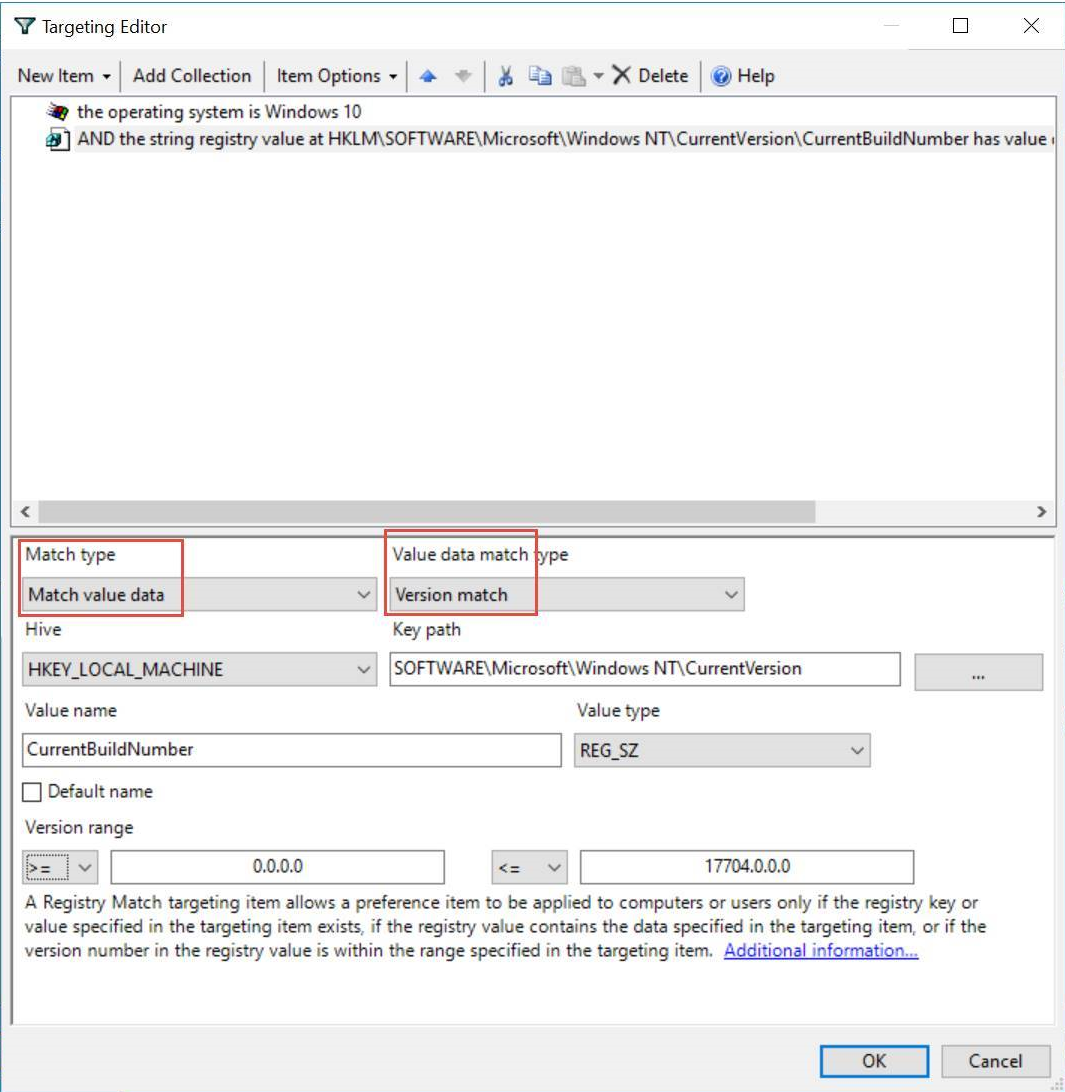 Targeting Editor
New Item Add Collection Item Options Delete Help
the operating system is Windows 10
AND the string registry value at HKLM\SOFTWARE\Microsoft\Windows NT\CurrentVersion\CurrentBuildNumber has value
Match type Value data match type
Match value data Version match
Hive Key path
HKEY_LOCAL_MACHINE SOFTWARE\Microsoft\Windows NT\CurrentVersion ...
Value name Value type
CurrentBuildNumber REG_SZ
Default name
Version range
>= 0.0.0.0 <= 17704.0.0.0
A Registry Match targeting item allows a preference item to be applied to computers or users only if the registry key or
value specified in the targeting item exists, if the registry value contains the data specified in the targeting item, or if the
version number in the registry value is within the range specified in the targeting item. Additional information...
OK Cancel